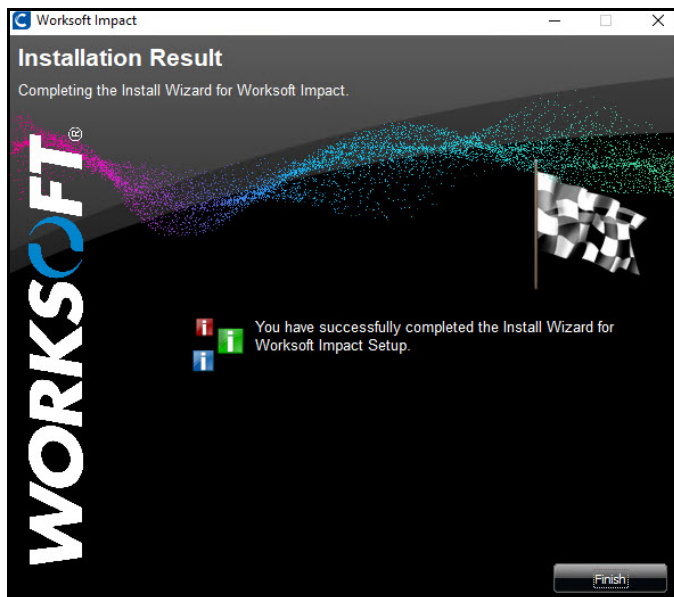 Worksoft Impact
Installation Result
Completing the Install Wizard for Worksoft Impact.
WORKSOFT®
You have successfully completed the Install Wizard for
Worksoft Impact Setup.
Finish